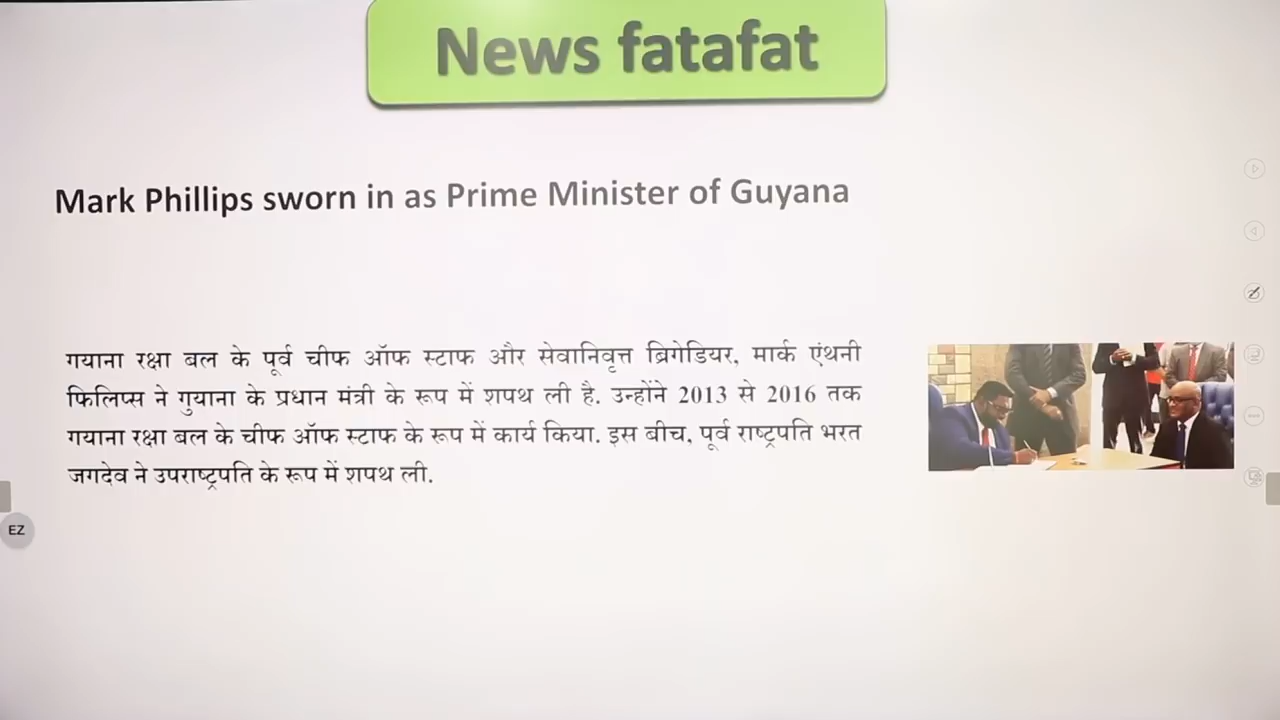 News fatafat
Mark Phillips sworn in as Prime Minister of Guyana
गयाना रक्षा बल के पूर्व चीफ ऑफ स्टाफ और सेवानिवृत्त ब्रिगेडियर, मार्क एंथनी
फिलिप्स ने गुयाना के प्रधान मंत्री के रूप में शपथ ली है. उन्होंने 2013 से 2016 तक
गयाना रक्षा बल के चीफ ऑफ स्टाफ के रूप में कार्य किया. इस बीच, पूर्व राष्ट्रपति भरत
जगदेव ने उपराष्ट्रपति के रूप में शपथ ली.
EZ